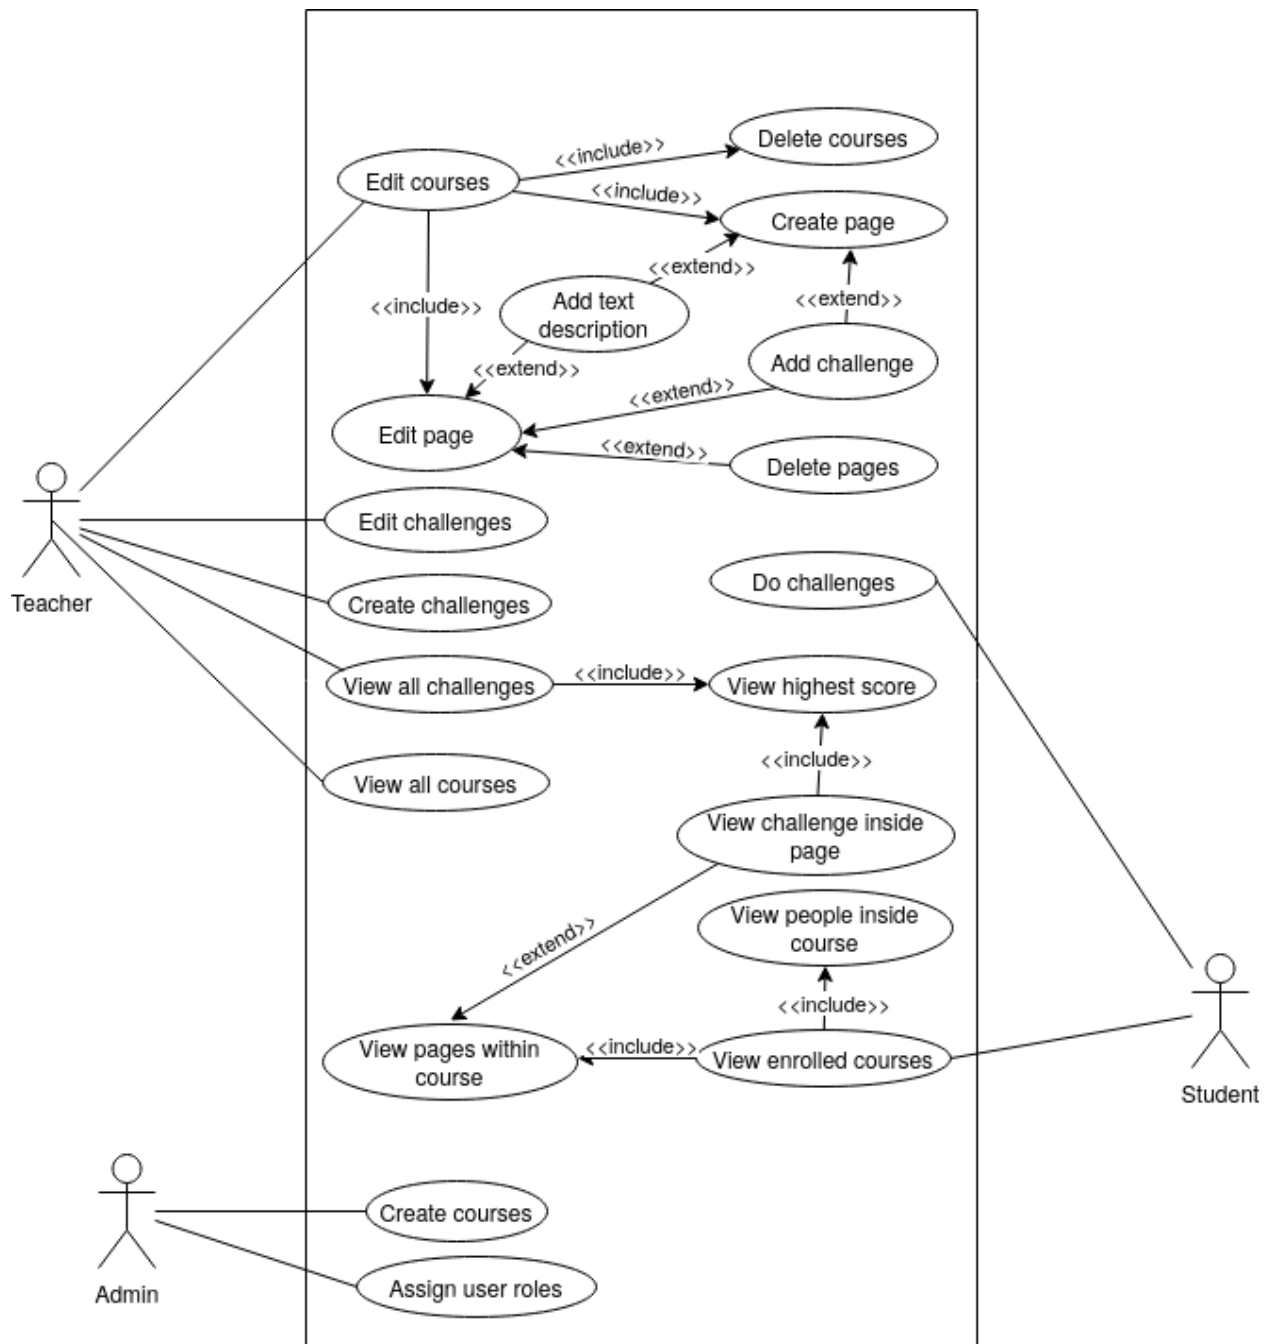 Delete courses
<<include>>
Edit courses
<<include>>
Create page
<<extend>>
<<include>>
Add text
description
<<extend>>
Add challenge
<<extend>>
<<extend>>
Edit page
<<extend>>
Delete pages
Edit challenges
Do challenges
Teacher
Create challenges
View all challenges
<<include>>
View highest score
<<include>>
View all courses
View challenge inside
page
View people inside
course
<<extend>>
<<include>>
View pages within
course
<<include>>
View enrolled courses
Student
Create courses
Admin
Assign user roles